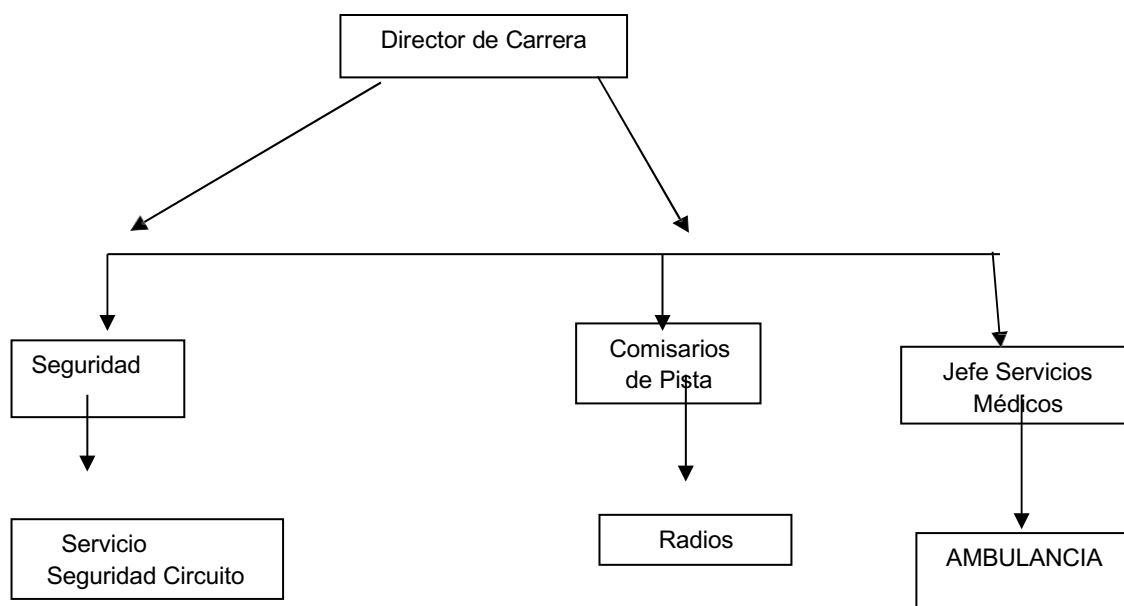 Director de Carrera
Seguridad
Comisarios
de Pista
Jefe Servicios
Médicos
Servicio
Seguridad Circuito
Radios
AMBULANCIA